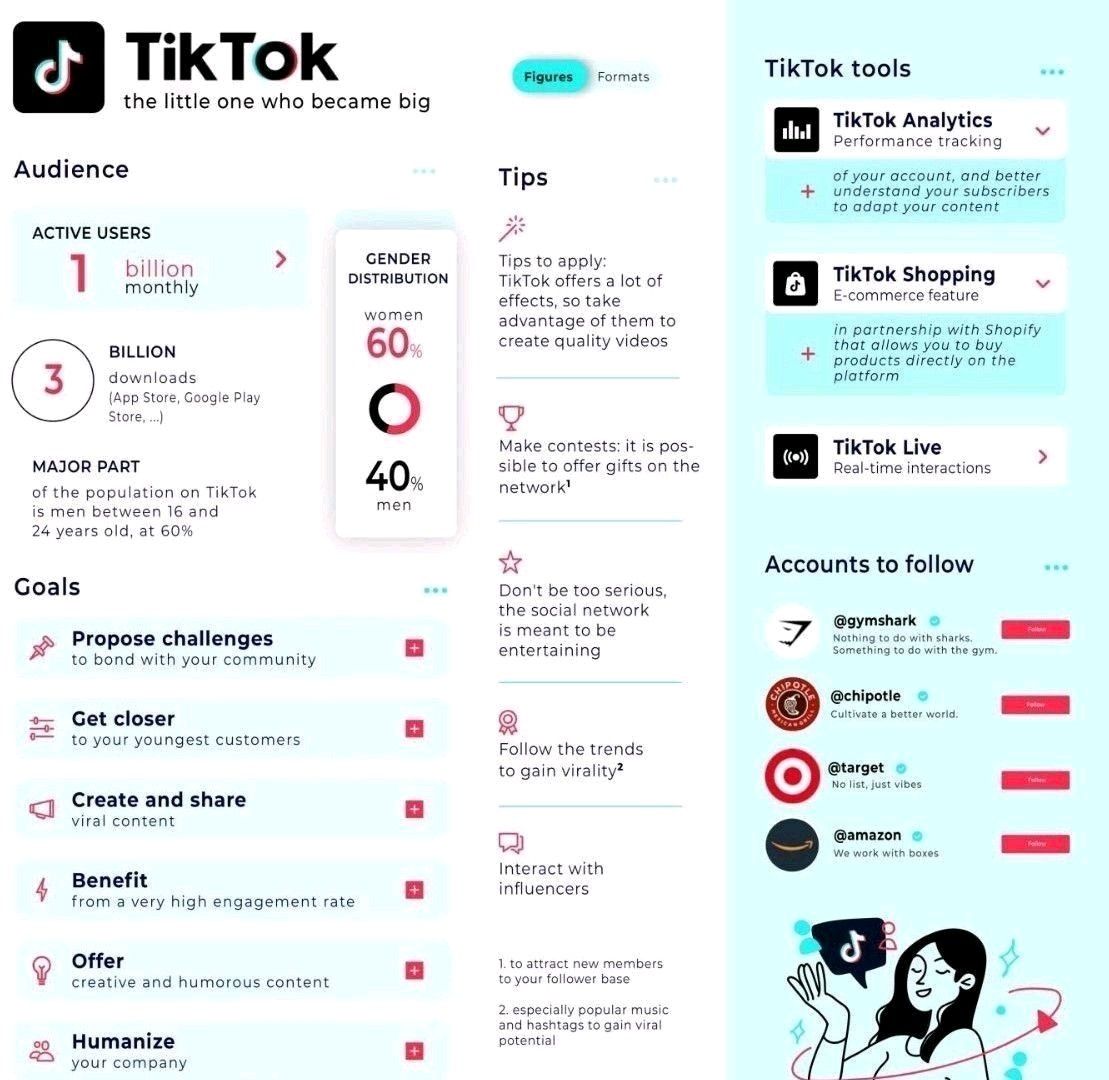 TikTok
the little one who became big
Figures
Formats
Audience
ACTIVE USERS
1 billion
monthly
3
BILLION
downloads
(App Store, Google Play
Store, ...)
MAJOR PART
of the population on TikTok
is men between 16 and
24 years old, at 60%
GENDER
DISTRIBUTION
women
60%
40%
men
Goals
Propose challenges
to bond with your community
Get closer
to your youngest customers
Create and share
viral content
Benefit
from a very high engagement rate
Offer
creative and humorous content
Humanize
your company
Tips
Tips to apply:
TikTok offers a lot of
effects, so take
advantage of them to
create quality videos
Make contests: it is pos-
sible to offer gifts on the
network¹
Don't be too serious,
the social network
is meant to be
entertaining
Follow the trends
to gain virality²
Interact with
influencers
1. to attract new members
to your follower base
2. especially popular music
and hashtags to gain viral
potential
TikTok tools
TikTok Analytics
Performance tracking
+ of your account, and better
understand your subscribers
to adapt your content
TikTok Shopping
E-commerce feature
+ in partnership with Shopify
that allows you to buy
products directly on the
platform
TikTok Live
Real-time interactions
Accounts to follow
@gymshark
Nothing to do with sharks.
Something to do with the gym.
Follow
CHIPOTLE
MEXICAN GRILL
@chipotle
Cultivate a better world.
Follow
@target
No list, just vibes
Follow
@amazon
We work with boxes
Follow